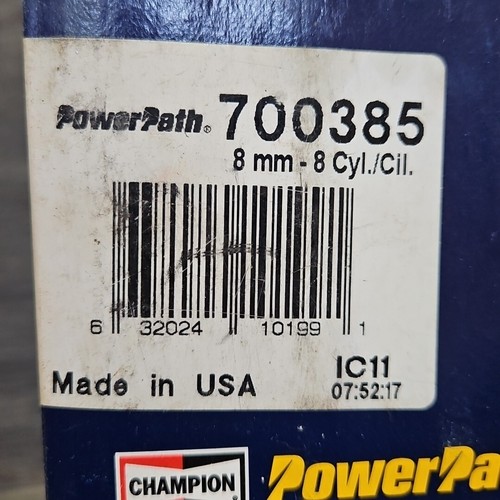 PowerPath® 700385
8 mm - 8 Cyl./Cil.
6 32024 10199 1
IC11
Made in USA 07:52:17
CHAMPION
PowerPa